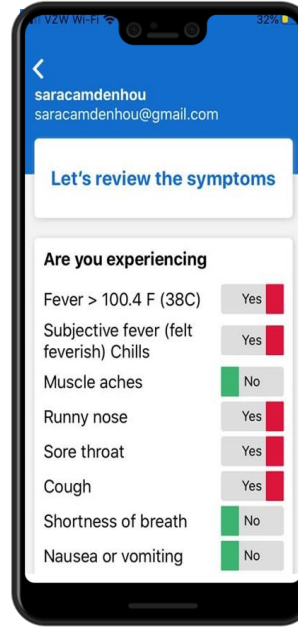 V2W Wi-Fi 32%
saracamdenhou
saracamdenhou@gmail.com
Let's review the symptoms
Are you experiencing
Fever > 100.4 F (38C) Yes
Subjective fever (felt
feverish) Chills Yes
Muscle aches No
Runny nose Yes
Sore throat Yes
Cough Yes
Shortness of breath No
Nausea or vomiting No